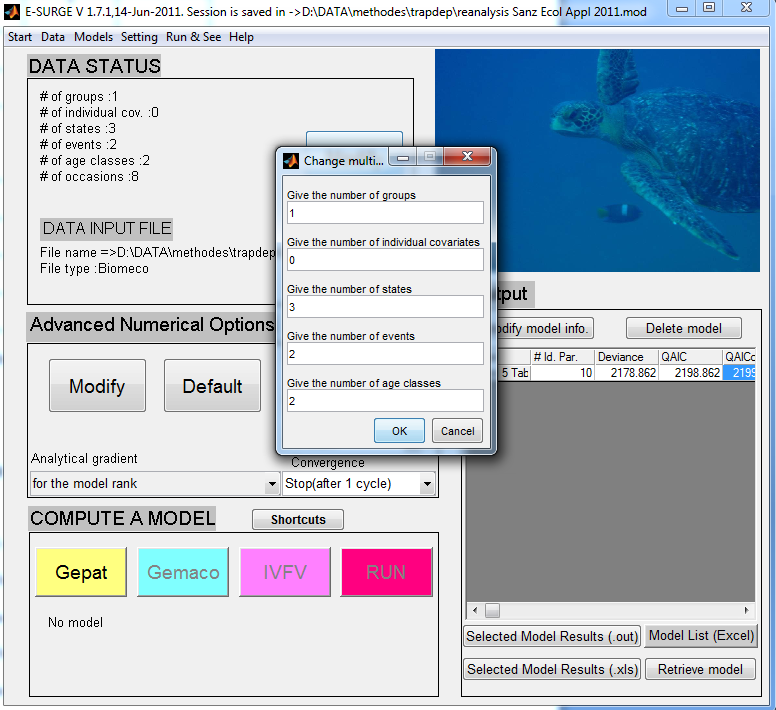 E-SURGE V 1.7.1,14-Jun-2011. Session is saved in ->D:\DATA\methodes\trapdep\reanalysis Sanz Ecol Appl 2011.mod
Start Data Models Setting Run & See Help
DATA STATUS
# of groups :1
# of individual cov. :0
# of states :3
# of events :2
# of age classes :2
# of occasions :8
DATA INPUT FILE
File name =>D:\DATA\methodes\trapdep
File type :Biomeco
Change multi...
Give the number of groups
1
Give the number of individual covariates
0
Give the number of states
3
Give the number of events
2
Give the number of age classes
2
OK Cancel
Advanced Numerical Options
Modify Default
Analytical gradient
for the model rank
Convergence
Stop(after 1 cycle)
COMPUTE A MODEL
Shortcuts
Gepat Gemaco IVFV RUN
No model
put
odify model info. Delete model
# Id. Par. Deviance QAIC QAICc
5 Tab 10 2178.862 2198.862 2199
Selected Model Results (.out) Model List (Excel)
Selected Model Results (.xls) Retrieve model